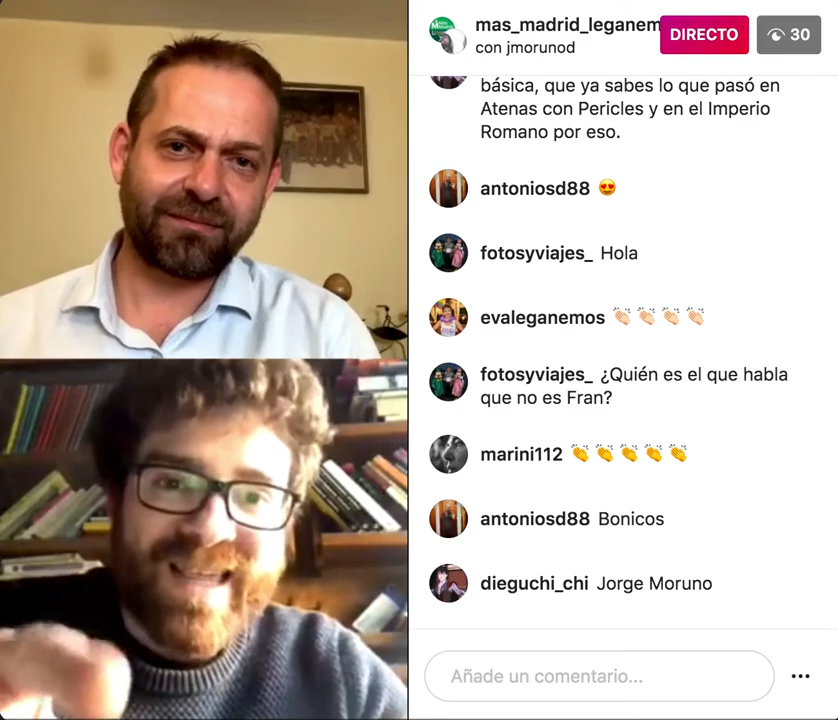 mas_madrid_leganem
con jmorunod
DIRECTO
30
básica, que ya sabes lo que pasó en
Atenas con Pericles y en el Imperio
Romano por eso.
antoniosd88 😍
fotosyviajes_ Hola
evaleganemos 👏🏻 👏🏻 👏🏻 👏🏻
fotosyviajes_ ¿Quién es el que habla
que no es Fran?
marini112 👏 👏 👏 👏 👏
antoniosd88 Bonicos
dieguchi_chi Jorge Moruno
Añade un comentario...